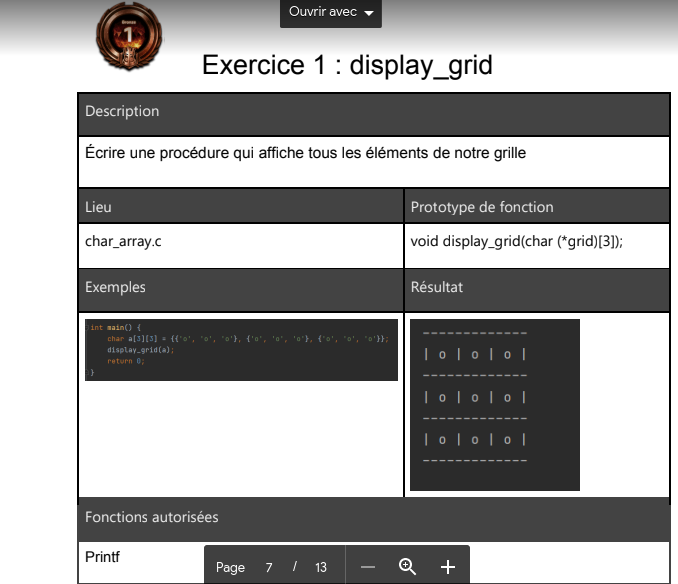 Ouvrir avec
Bronze
1
Exercice 1 : display_grid
Description
Écrire une procédure qui affiche tous les éléments de notre grille
Lieu
Prototype de fonction
char_array.c
void display_grid(char (*grid)[3]);
Exemples
Résultat
int main() {
char a[3][3] = {{'o', 'o', 'o'}, {'o', 'o', 'o'}, {'o', 'o', 'o'}};
display_grid(a);
return 0;
}
-------------
| o | o | o |
-------------
| o | o | o |
-------------
| o | o | o |
-------------
Fonctions autorisées
Printf
Page 7 / 13